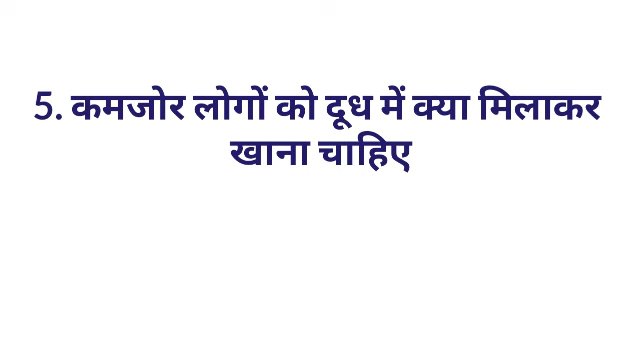 5. कमजोर लोगों को दूध में क्या मिलाकर
खाना चाहिए